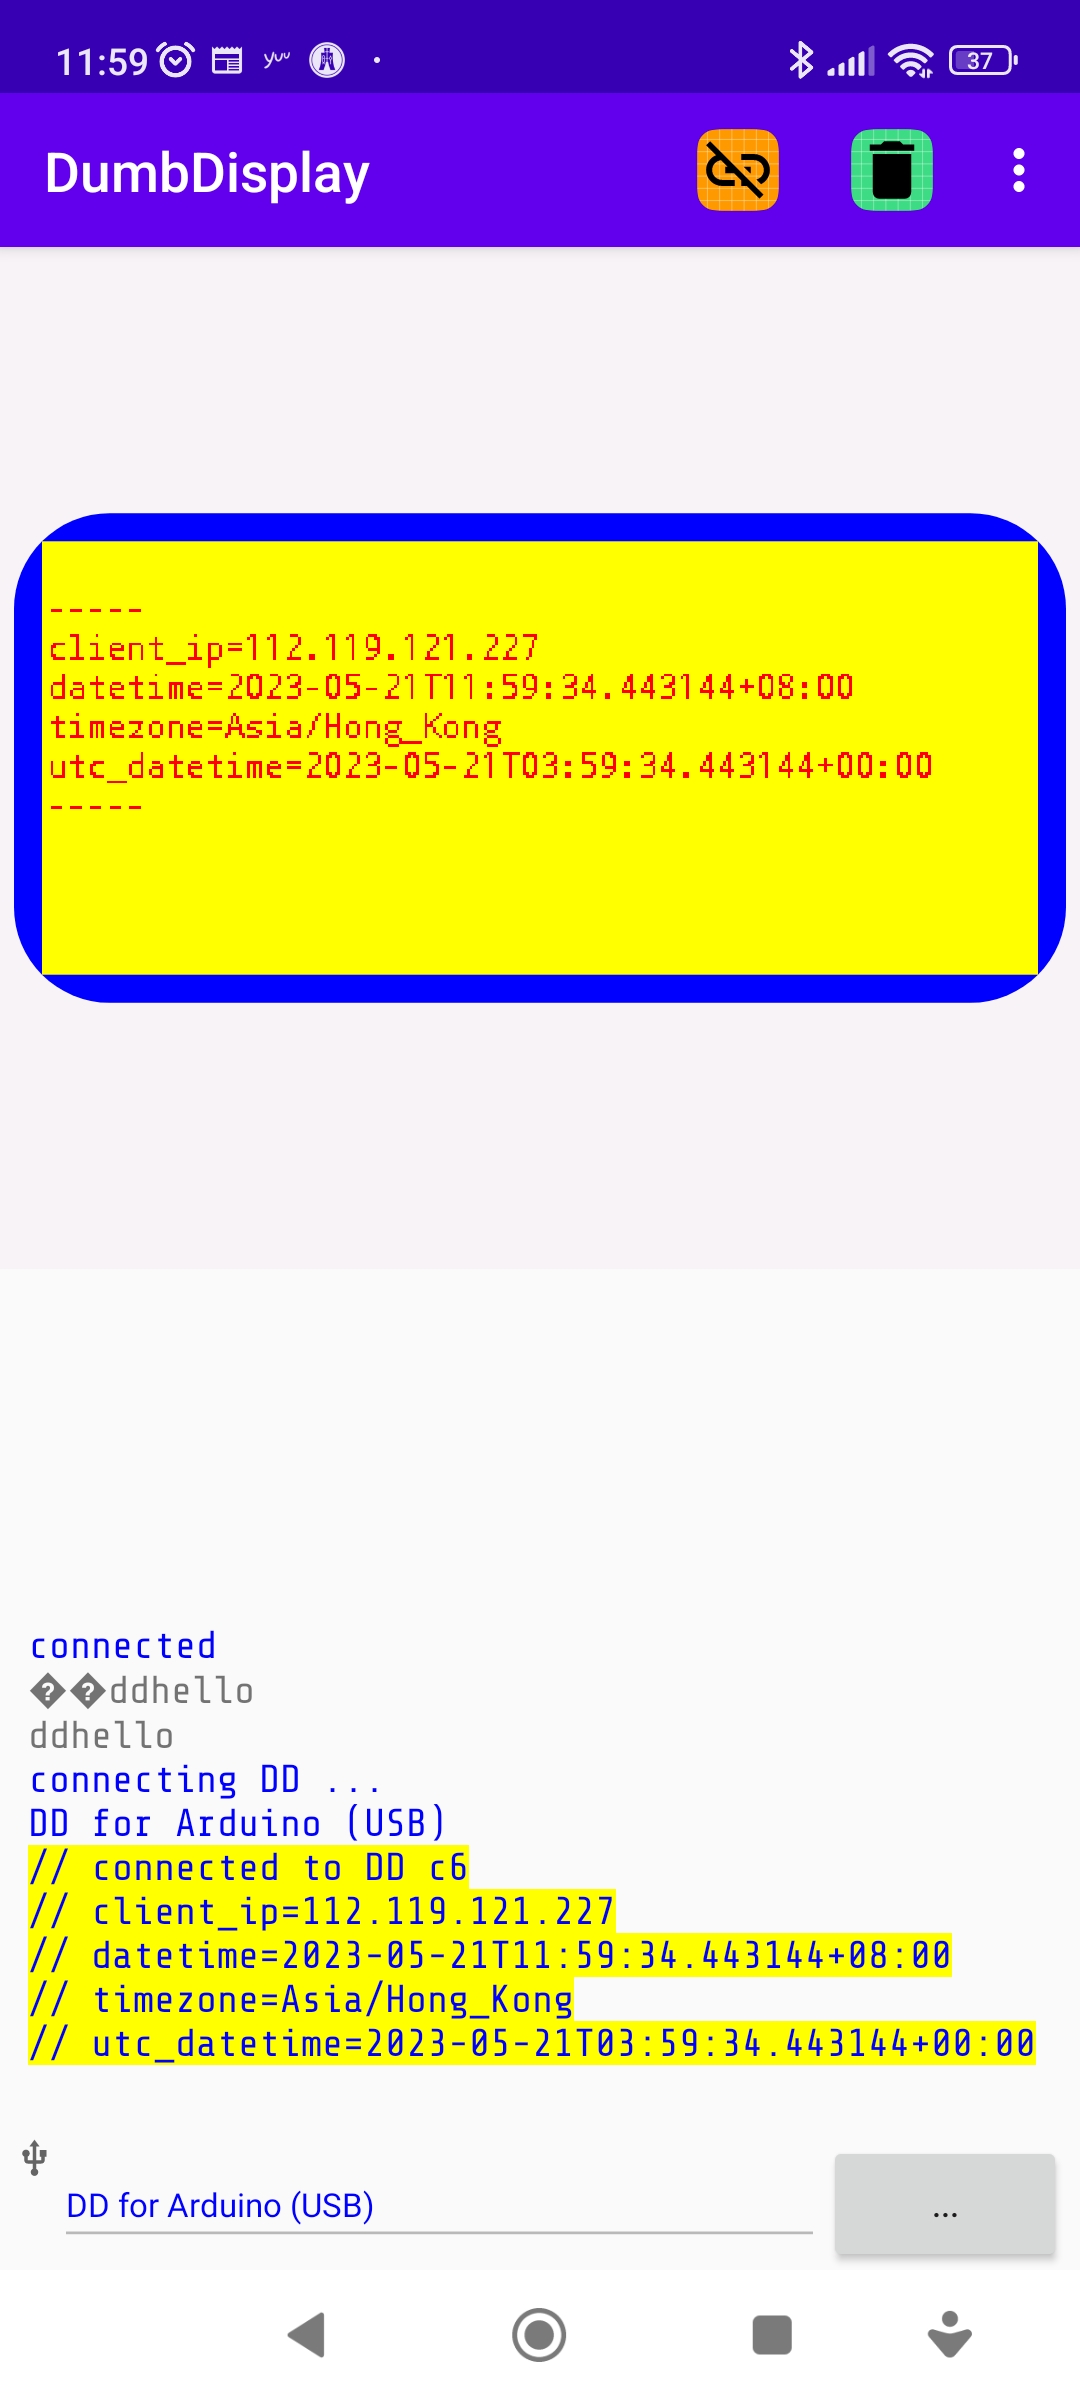 11:59
37
DumbDisplay
-----
client_ip=112.119.121.227
datetime=2023-05-21T11:59:34.443144+08:00
timezone=Asia/Hong_Kong
utc_datetime=2023-05-21T03:59:34.443144+00:00
-----
connected
��ddhello
ddhello
connecting DD ...
DD for Arduino (USB)
// connected to DD c6
// client_ip=112.119.121.227
// datetime=2023-05-21T11:59:34.443144+08:00
// timezone=Asia/Hong_Kong
// utc_datetime=2023-05-21T03:59:34.443144+00:00
DD for Arduino (USB)
...